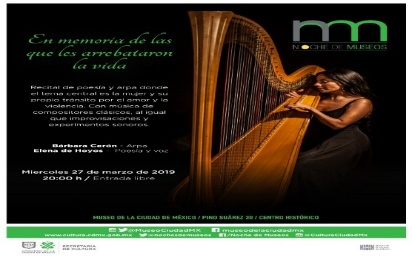 En memoria de las
que les arrebataron
la vida
NOCHE DE MUSEOS
Recital de poesía y arpa donde
el tema central es la mujer y su
propio tránsito por el amor y la
violencia. Con música de
compositores clásicos, al igual
que improvisaciones y
experimentos sonoros.
Bárbara Cerón - Arpa
Elena de Hoyos - Poesía y voz
Miercoles 27 de marzo de 2019
20:00 h / Entrada libre
MUSEO DE LA CIUDAD DE MÉXICO / PINO SUÁREZ 30 / CENTRO HISTÓRICO
@MuseoCiudadMX museodelaciudadmx
www.cultura.cdmx.gob.mx @nochesdemuseos /Noche de Museos @CulturaCiudadMx
SECRETARÍA
DE CULTURA